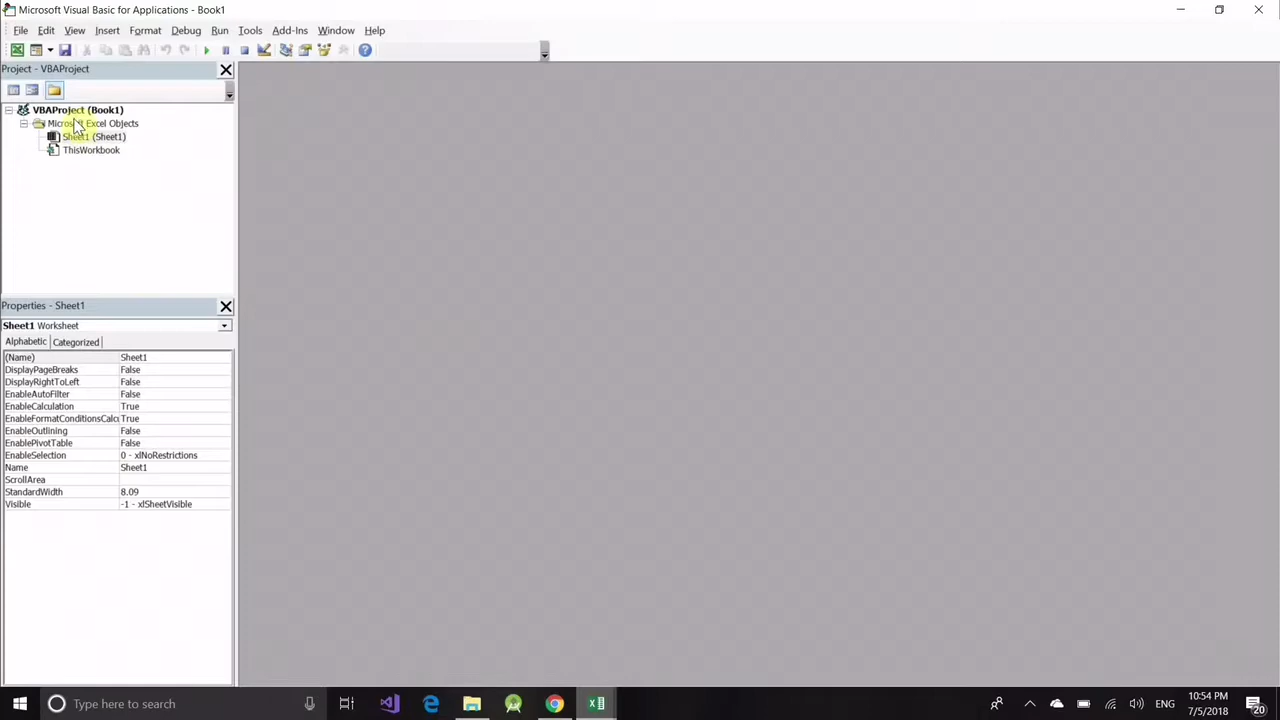 Microsoft Visual Basic for Applications - Book1
File Edit View Insert Format Debug Run Tools Add-Ins Window Help
Project - VBAProject
VBAProject (Book1)
Microsoft Excel Objects
Sheet1 (Sheet1)
ThisWorkbook
Properties - Sheet1
Sheet1 Worksheet
Alphabetic Categorized
(Name) Sheet1
DisplayPageBreaks False
DisplayRightToLeft False
EnableAutoFilter False
EnableCalculation True
EnableFormatConditionsCalc True
EnableOutlining False
EnablePivotTable False
EnableSelection 0 - xlNoRestrictions
Name Sheet1
ScrollArea
StandardWidth 8.09
Visible -1 - xlSheetVisible
Type here to search
ENG
10:54 PM
7/5/2018
20